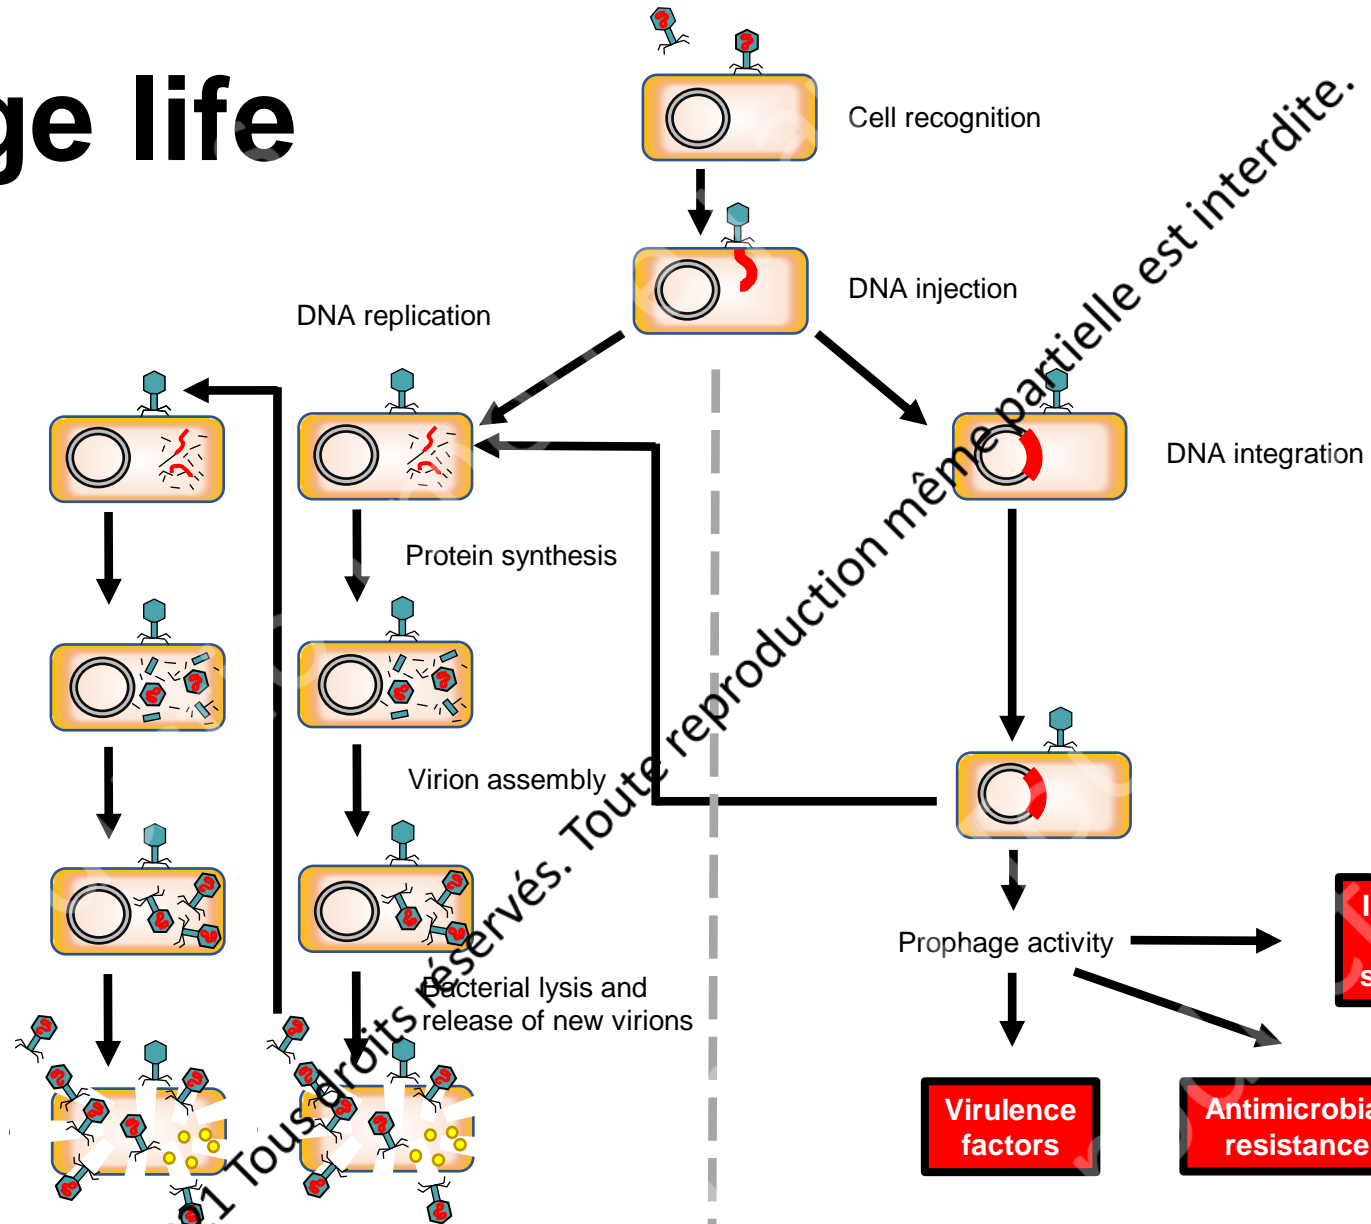 ge life
Cell recognition
DNA injection
DNA replication
DNA integration
Protein synthesis
Virion assembly
Prophage activity
Bacterial lysis and
release of new virions
Virulence
factors
Antimicrobia
resistance
1 Tous droits réservés. Toute reproduction même partielle est interdite.